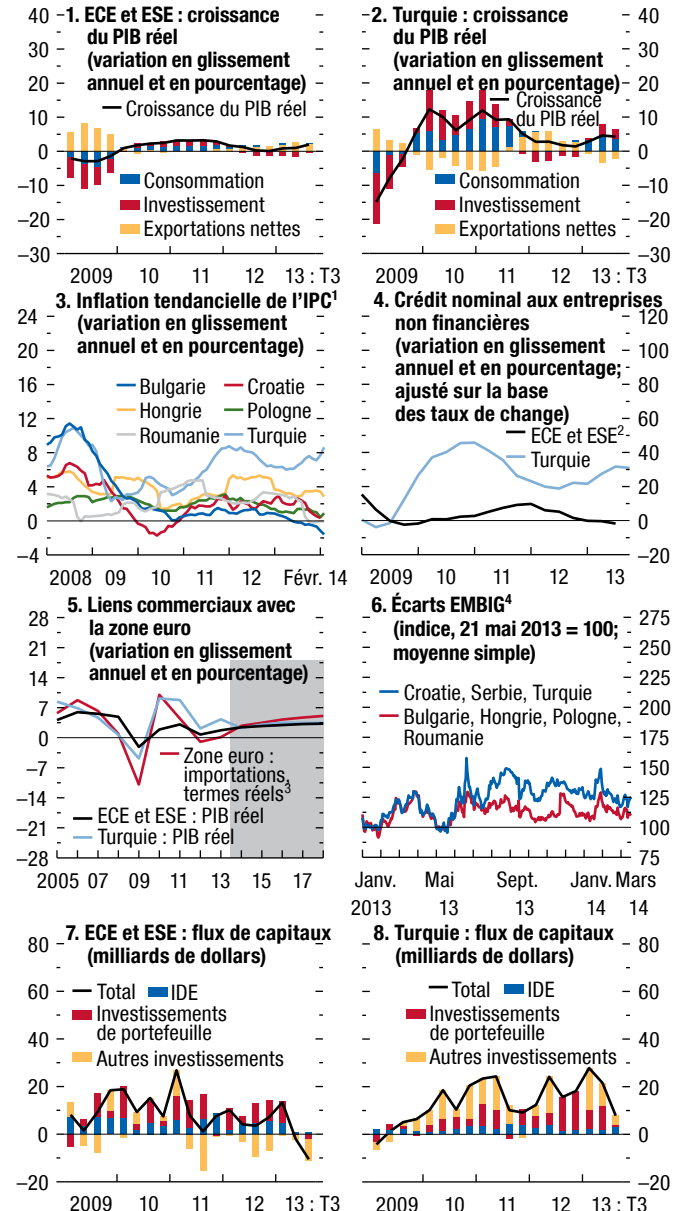 1. ECE et ESE : croissance
du PIB réel
(variation en glissement
annuel et en pourcentage)
Croissance du PIB réel
Consommation
Investissement
Exportations nettes
40
30
20
10
0
–10
–20
–30
2009 10 11 12 13 : T3
2. Turquie : croissance
du PIB réel
(variation en glissement
annuel et en pourcentage)
Croissance
du PIB réel
Consommation
Investissement
Exportations nettes
40
30
20
10
0
–10
–20
–30
2009 10 11 12 13 : T3
3. Inflation tendancielle de l’IPC1
(variation en glissement
annuel et en pourcentage)
Bulgarie Croatie
Hongrie Pologne
Roumanie Turquie
24
20
16
12
8
4
0
–4
2008 09 10 11 12 Févr. 14
4. Crédit nominal aux entreprises
non financières
(variation en glissement
annuel et en pourcentage;
ajusté sur la base
des taux de change)
ECE et ESE2
Turquie
120
100
80
60
40
20
0
–20
2009 10 11 12 13
5. Liens commerciaux avec
la zone euro
(variation en glissement
annuel et en pourcentage)
Zone euro :
importations,
termes réels3
ECE et ESE : PIB réel
Turquie : PIB réel
28
21
14
7
0
–7
–14
–21
–28
2005 07 09 11 13 15 17
6. Écarts EMBIG4
(indice, 21 mai 2013 = 100;
moyenne simple)
Croatie, Serbie, Turquie
Bulgarie, Hongrie, Pologne,
Roumanie
275
250
225
200
175
150
125
100
75
Janv. Mai Sept. Janv. Mars
2013 13 13 14 14
7. ECE et ESE : flux de capitaux
(milliards de dollars)
Total IDE
Investissements
de portefeuille
Autres investissements
80
60
40
20
0
–20
2009 10 11 12 13 : T3
8. Turquie : flux de capitaux
(milliards de dollars)
Total IDE
Investissements
de portefeuille
Autres investissements
80
60
40
20
0
–20
2009 10 11 12 13 : T3